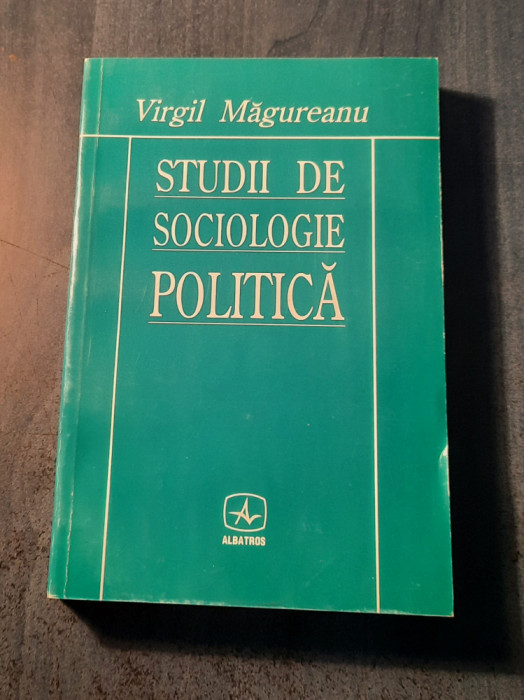 Virgil Măgureanu
STUDII DE
SOCIOLOGIE
POLITICĂ
ALBATROS